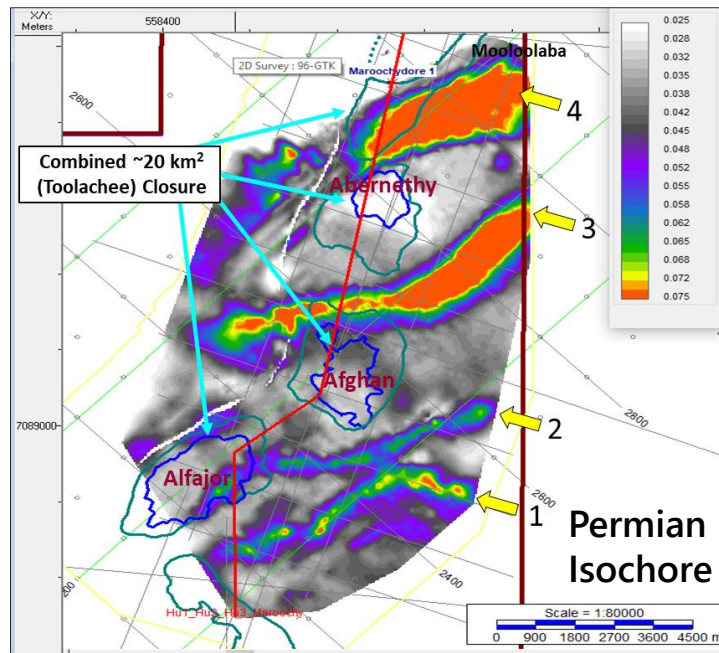 X/Y:
Meters
558400
0.025
0.028
0.032
0.035
0.038
0.042
0.045
0.048
0.052
0.055
0.058
0.062
0.065
0.068
0.072
0.075
Mooloolaba
2D Survey : 96-GTK
Maroochydore 1
2600
4
Combined ~20 km²
(Toolachee) Closure
Abernethy
3
Afghan
2800
7089000
2
Alfajor
2600
1
Permian
Isochore
2400
200
Hu1_Hu2_Hu3_Maroochy
Scale = 1:80000
0 900 1800 2700 3600 4500 m